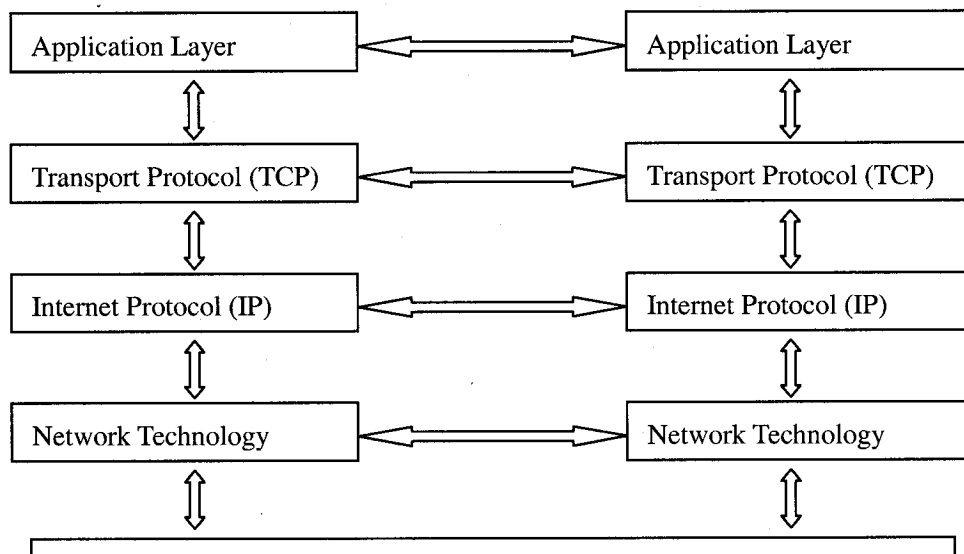 Application Layer
Application Layer
Transport Protocol (TCP)
Transport Protocol (TCP)
Internet Protocol (IP)
Internet Protocol (IP)
Network Technology
Network Technology